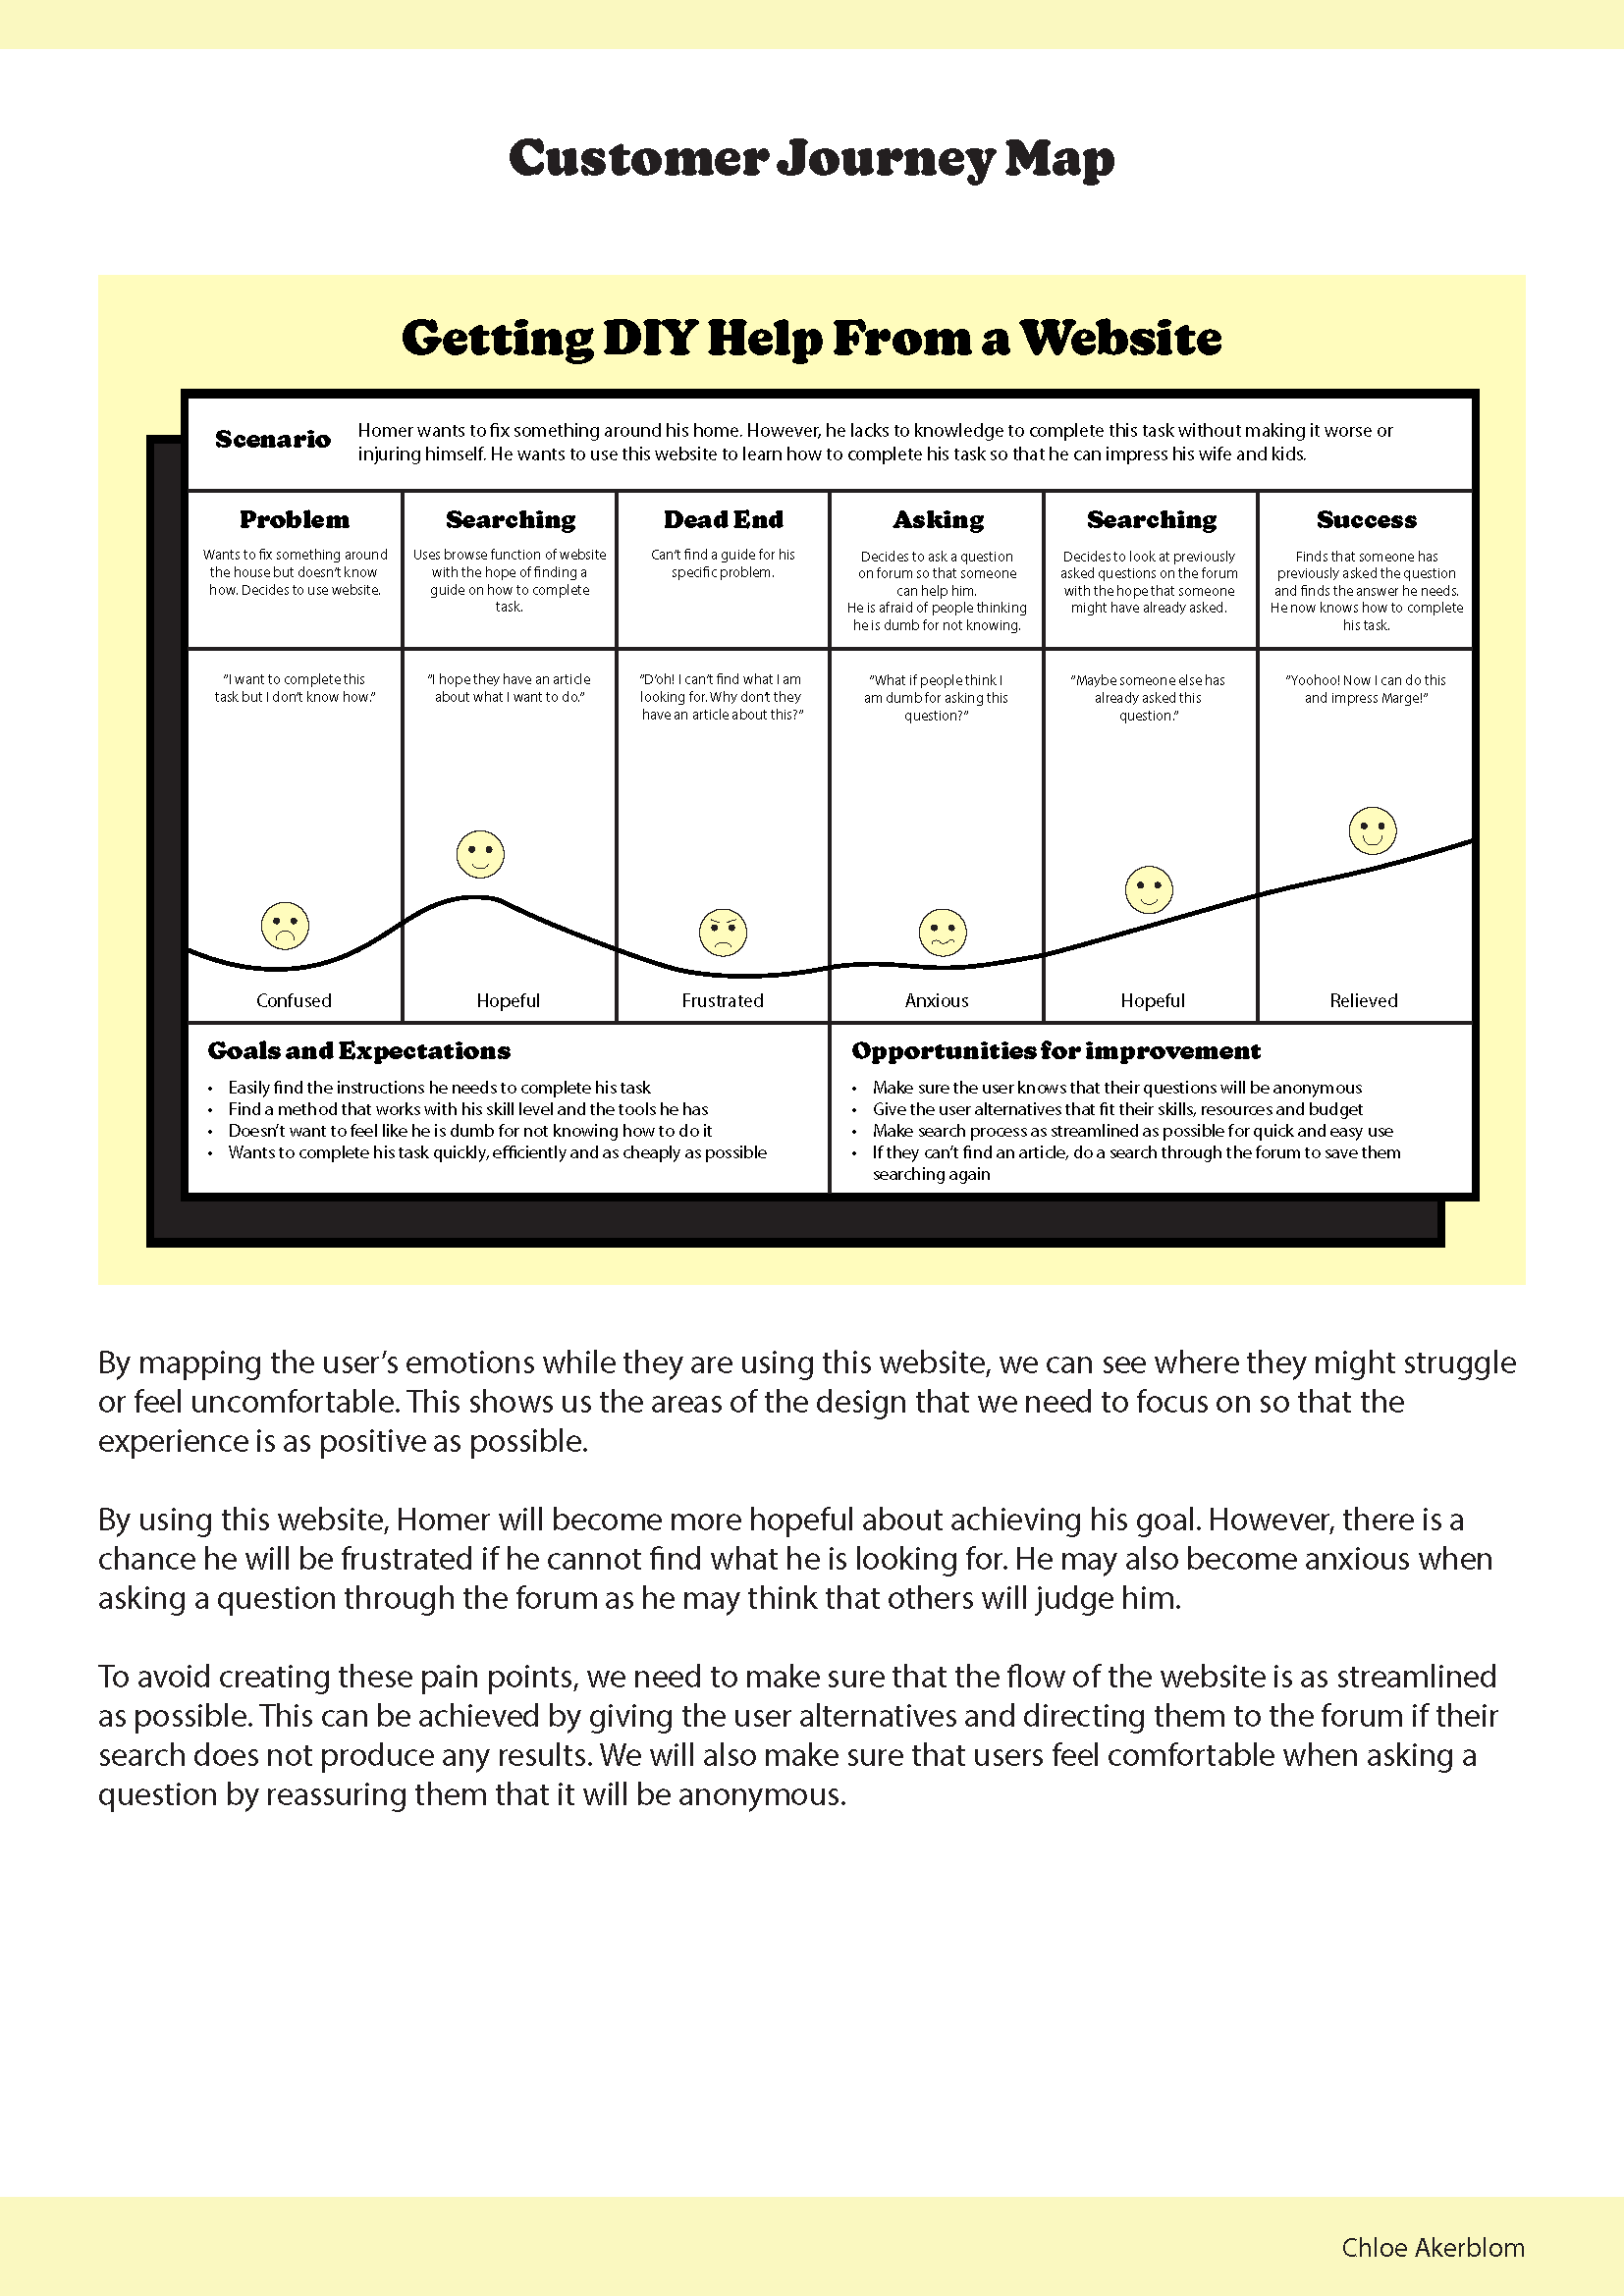 Customer Journey Map
Getting DIY Help From a Website
Scenario
Homer wants to fix something around his home. However, he lacks to knowledge to complete this task without making it worse or
injuring himself. He wants to use this website to learn how to complete his task so that he can impress his wife and kids.
Problem
Wants to fix something around
the house but doesn't know
how. Decides to use website.
Searching
Uses browse function of website
with the hope of finding a
guide on how to complete
task.
Dead End
Can't find a guide for his
specific problem.
Asking
Decides to ask a question
on forum so that someone
can help him.
He is afraid of people thinking
he is dumb for not knowing.
Searching
Decides to look at previously
asked questions on the forum
with the hope that someone
might have already asked.
Success
Finds that someone has
previously asked the question
and finds the answer he needs.
He now knows how to complete
his task.
"I want to complete this
task but I don't know how."
"I hope they have an article
about what I want to do."
"D'oh! I can't find what I am
looking for. Why don't they
have an article about this?"
"What if people think I
am dumb for asking this
question?"
"Maybe someone else has
already asked this
question."
"Yoohoo! Now I can do this
and impress Marge!"
Confused
Hopeful
Frustrated
Anxious
Hopeful
Relieved
Goals and Expectations
• Easily find the instructions he needs to complete his task
• Find a method that works with his skill level and the tools he has
• Doesn't want to feel like he is dumb for not knowing how to do it
• Wants to complete his task quickly, efficiently and as cheaply as possible
Opportunities for improvement
• Make sure the user knows that their questions will be anonymous
• Give the user alternatives that fit their skills, resources and budget
• Make search process as streamlined as possible for quick and easy use
• If they can't find an article, do a search through the forum to save them
searching again
By mapping the user's emotions while they are using this website, we can see where they might struggle
or feel uncomfortable. This shows us the areas of the design that we need to focus on so that the
experience is as positive as possible.
By using this website, Homer will become more hopeful about achieving his goal. However, there is a
chance he will be frustrated if he cannot find what he is looking for. He may also become anxious when
asking a question through the forum as he may think that others will judge him.
To avoid creating these pain points, we need to make sure that the flow of the website is as streamlined
as possible. This can be achieved by giving the user alternatives and directing them to the forum if their
search does not produce any results. We will also make sure that users feel comfortable when asking a
question by reassuring them that it will be anonymous.
Chloe Akerblom